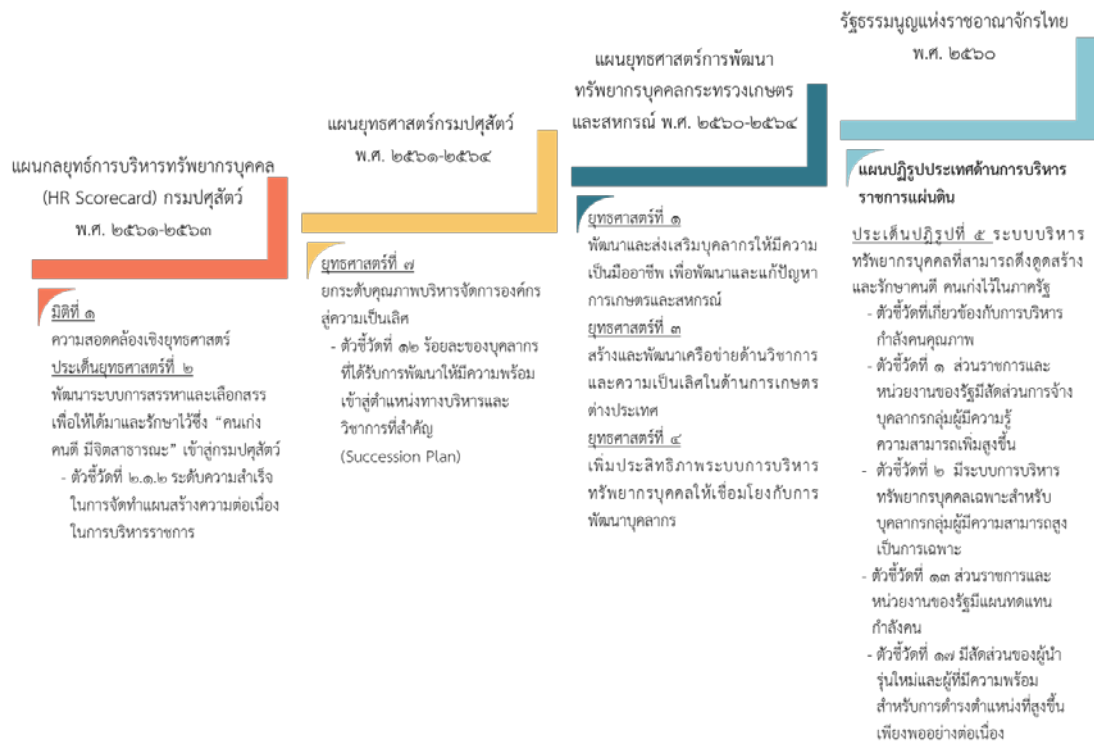 แผนกลยุทธ์การบริหารทรัพยากรบุคคล
(HR Scorecard) กรมปศุสัตว์
พ.ศ. ๒๕๖๑-๒๕๖๓
มิติที่ ๑
ความสอดคล้องเชิงยุทธศาสตร์
ประเด็นยุทธศาสตร์ที่ ๒
พัฒนาระบบการสรรหาและเลือกสรร
เพื่อให้ได้มาและรักษาไว้ซึ่ง “คนเก่ง
คนดี มีจิตสาธารณะ” เข้าสู่กรมปศุสัตว์
- ตัวชี้วัดที่ ๒.๑.๒ ระดับความสำเร็จ
ในการจัดทำแผนสร้างความต่อเนื่อง
ในการบริหารราชการ
แผนยุทธศาสตร์กรมปศุสัตว์
พ.ศ. ๒๕๖๑-๒๕๖๔
ยุทธศาสตร์ที่ ๗
ยกระดับคุณภาพบริหารจัดการองค์กร
สู่ความเป็นเลิศ
- ตัวชี้วัดที่ ๑๒ ร้อยละของบุคลากร
ที่ได้รับการพัฒนาให้มีความพร้อม
เข้าสู่ตำแหน่งทางบริหารและ
วิชาการที่สำคัญ
(Succession Plan)
แผนยุทธศาสตร์การพัฒนา
ทรัพยากรบุคคลกระทรวงเกษตร
และสหกรณ์ พ.ศ. ๒๕๖๐-๒๕๖๔
ยุทธศาสตร์ที่ ๑
พัฒนาและส่งเสริมบุคลากรให้มีความ
เป็นมืออาชีพ เพื่อพัฒนาและแก้ปัญหา
การเกษตรและสหกรณ์
ยุทธศาสตร์ที่ ๓
สร้างและพัฒนาเครือข่ายด้านวิชาการ
และความเป็นเลิศในด้านการเกษตร
ต่างประเทศ
ยุทธศาสตร์ที่ ๔
เพิ่มประสิทธิภาพระบบการบริหาร
ทรัพยากรบุคคลให้เชื่อมโยงกับการ
พัฒนาบุคลากร
รัฐธรรมนูญแห่งราชอาณาจักรไทย
พ.ศ. ๒๕๖๐
แผนปฏิรูปประเทศด้านการบริหาร
ราชการแผ่นดิน
ประเด็นปฏิรูปที่ ๕ ระบบบริหาร
ทรัพยากรบุคคลที่สามารถดึงดูดสร้าง
และรักษาคนดี คนเก่งไว้ในภาครัฐ
- ตัวชี้วัดที่เกี่ยวข้องกับการบริหาร
กำลังคนคุณภาพ
- ตัวชี้วัดที่ ๑ ส่วนราชการและ
หน่วยงานของรัฐมีสัดส่วนการจ้าง
บุคลากรกลุ่มผู้มีความรู้
ความสามารถเพิ่มสูงขึ้น
- ตัวชี้วัดที่ ๒ มีระบบการบริหาร
ทรัพยากรบุคคลเฉพาะสำหรับ
บุคลากรกลุ่มผู้มีความสามารถสูง
เป็นการเฉพาะ
- ตัวชี้วัดที่ ๑๓ ส่วนราชการและ
หน่วยงานของรัฐมีแผนทดแทน
กำลังคน
- ตัวชี้วัดที่ ๑๗ มีสัดส่วนของผู้นำ
รุ่นใหม่และผู้ที่มีความพร้อม
สำหรับการดำรงตำแหน่งที่สูงขึ้น
เพียงพออย่างต่อเนื่อง